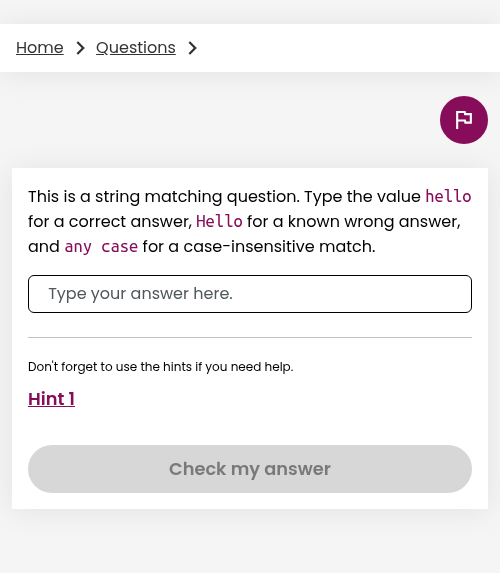 Home Questions
This is a string matching question. Type the value hello
for a correct answer, Hello for a known wrong answer,
and any case for a case-insensitive match.
Type your answer here.
Don't forget to use the hints if you need help.
Hint 1
Check my answer